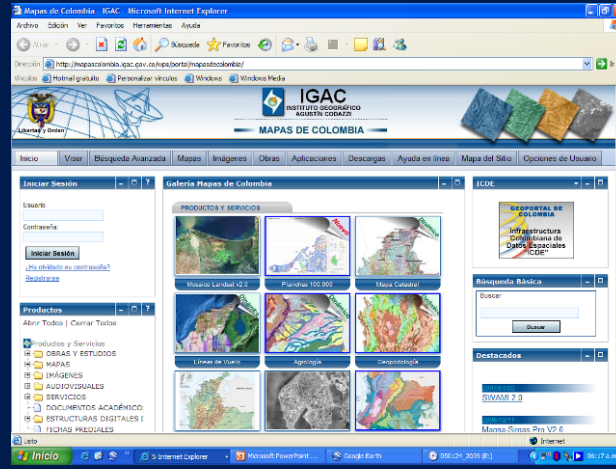 Mapas de Colombia - IGAC - Microsoft Internet Explorer
Archivo Edición Ver Favoritos Herramientas Ayuda
Atrás Búsqueda Favoritos
Dirección http://mapascolombia.igac.gov.co/wps/portal/mapasdecolombia/
Vínculos Hotmail gratuito Personalizar vínculos Windows Windows Media
IGAC
INSTITUTO GEOGRÁFICO
AGUSTÍN CODAZZI
Libertad y Orden
MAPAS DE COLOMBIA
Inicio Visor Búsqueda Avanzada Mapas Imágenes Obras Aplicaciones Descargas Ayuda en línea Mapa del Sitio Opciones de Usuario
Iniciar Sesión
Usuario
Contraseña:
Iniciar Sesión
¿Ha olvidado su contraseña?
Registrarse
Productos
Abrir Todos | Cerrar Todos
Productos y Servicios
OBRAS Y ESTUDIOS
MAPAS
IMÁGENES
AUDIOVISUALES
SERVICIOS
DOCUMENTOS ACADÉMICO
ESTRUCTURAS DIGITALES (
FICHAS PREDIALES
Galería Mapas de Colombia
PRODUCTOS Y SERVICIOS
Nuevo
Mosaico Landsat v2.0 Planchas 100.000 Mapa Catastral
Líneas de Vuelo Agrología Geopedología
ICDE
GEOPORTAL DE
COLOMBIA
Infraestructura
Colombiana de
Datos Espaciales
ICDE"
Búsqueda Básica
Buscar
Buscar
Destacados
SWAMI 2.0
Magna-Sirgas Pro V2.0
Listo Internet
Inicio 5 Internet Explorer Microsoft PowerPoint ... Google Earth 050124_2039 (E:) 06:17 a.m.